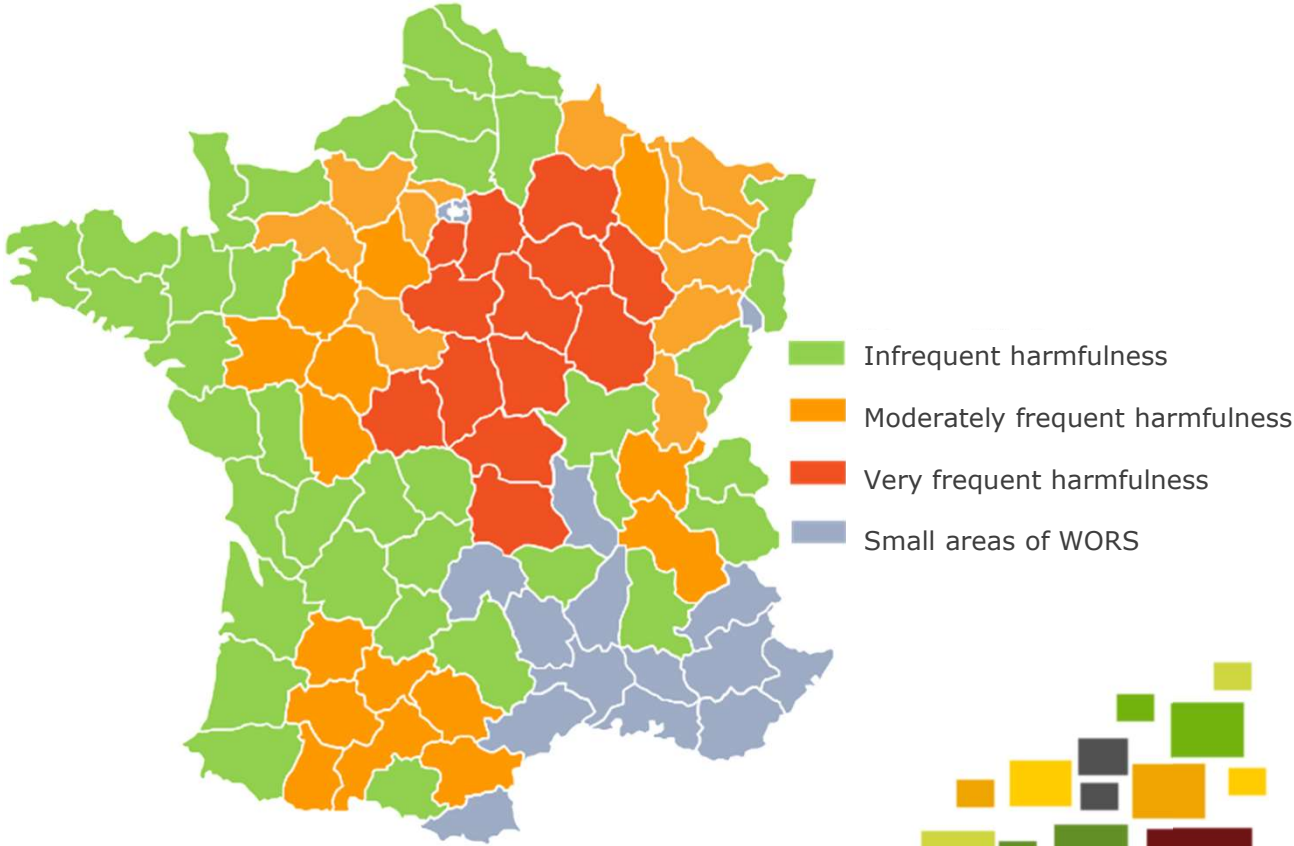 Infrequent harmfulness
Moderately frequent harmfulness
Very frequent harmfulness
Small areas of WORS